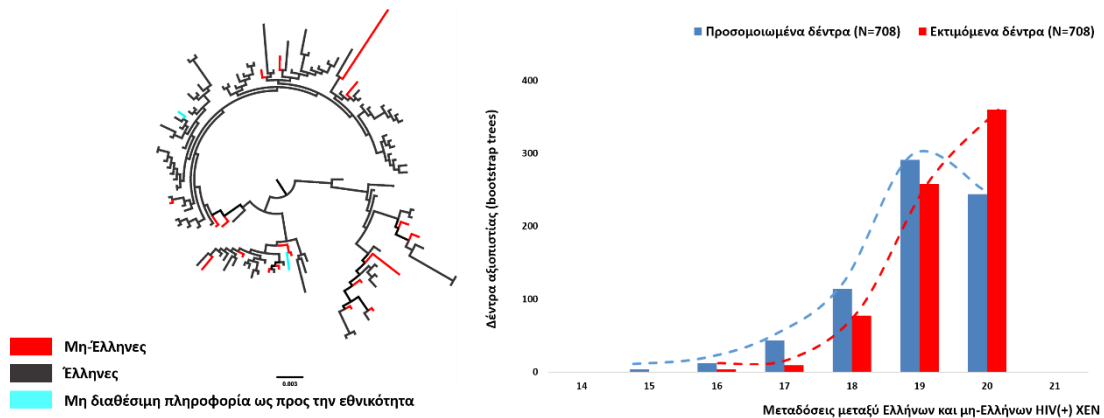 Προσομοιωμένα δέντρα (N=708)
Εκτιμόμενα δέντρα (N=708)
Δέντρα αξιοπιστίας (bootstrap trees)
400
300
200
100
0
14 15 16 17 18 19 20 21
Μεταδόσεις μεταξύ Ελλήνων και μη-Ελλήνων HIV(+) ΧΕΝ
0.003
Μη-Έλληνες
Έλληνες
Μη διαθέσιμη πληροφορία ως προς την εθνικότητα